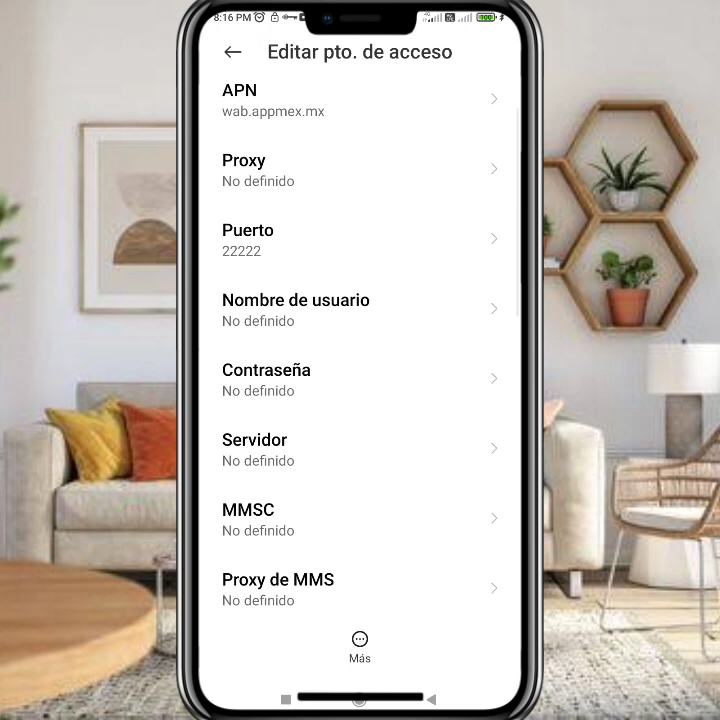 8:16 PM
100
Editar pto. de acceso
APN
wab.appmex.mx
Proxy
No definido
Puerto
22222
Nombre de usuario
No definido
Contraseña
No definido
Servidor
No definido
MMSC
No definido
Proxy de MMS
No definido
Más